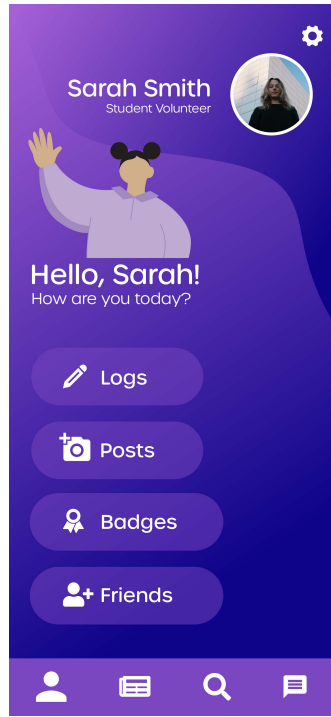 Sarah Smith
Student Volunteer
Hello, Sarah!
How are you today?
Logs
Posts
Badges
Friends